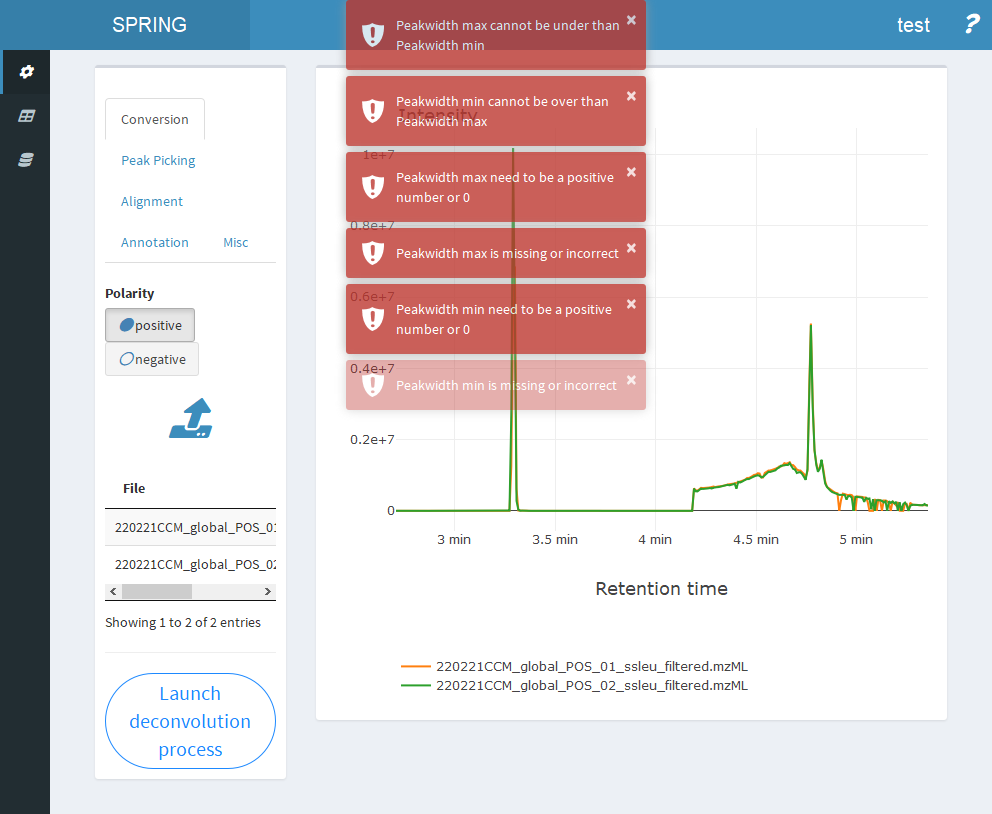 SPRING
test
?
Peakwidth max cannot be under than
Peakwidth min
×
Peakwidth min cannot be over than
Peakwidth max
×
Peakwidth max need to be a positive
number or 0
×
Peakwidth max is missing or incorrect
×
Peakwidth min need to be a positive
number or 0
×
Peakwidth min is missing or incorrect
×
Conversion
Peak Picking
Alignment
Annotation
Misc
Polarity
positive
negative
File
220221CCM_global_POS_01
220221CCM_global_POS_02
Showing 1 to 2 of 2 entries
Launch
deconvolution
process
Intensity
1e+7
0.8e+7
0.6e+7
0.4e+7
0.2e+7
0
3 min
3.5 min
4 min
4.5 min
5 min
Retention time
220221CCM_global_POS_01_ssleu_filtered.mzML
220221CCM_global_POS_02_ssleu_filtered.mzML